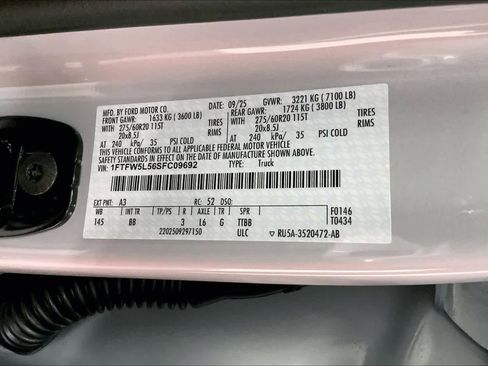 MFD. BY FORD MOTOR CO. 09/25 GVWR: 3221 KG ( 7100 LB)
FRONT GAWR: 1633 KG ( 3600 LB) REAR GAWR: 1724 KG ( 3800 LB)
WITH 275/60R20 115T TIRES WITH 275/60R20 115T TIRES
20x8.5J RIMS 20x8.5J RIMS
AT 240 kPa/ 35 PSI COLD AT 240 kPa/ 35 PSI COLD
THIS VEHICLE CONFORMS TO ALL APPLICABLE FEDERAL MOTOR VEHICLE
SAFETY STANDARDS IN EFFECT ON THE DATE OF MANUFACTURE SHOWN ABOVE.
VIN: 1FTFW5L56SFC09692 TYPE: Truck
EXT PNT: A3 RC: 52 DSO: F0146
WB INT TR TP/PS R AXLE TR SPR T0434
145 BB 3 L6 G TTBB
2202509297150 ULC ▽ RU5A-3520472-AB